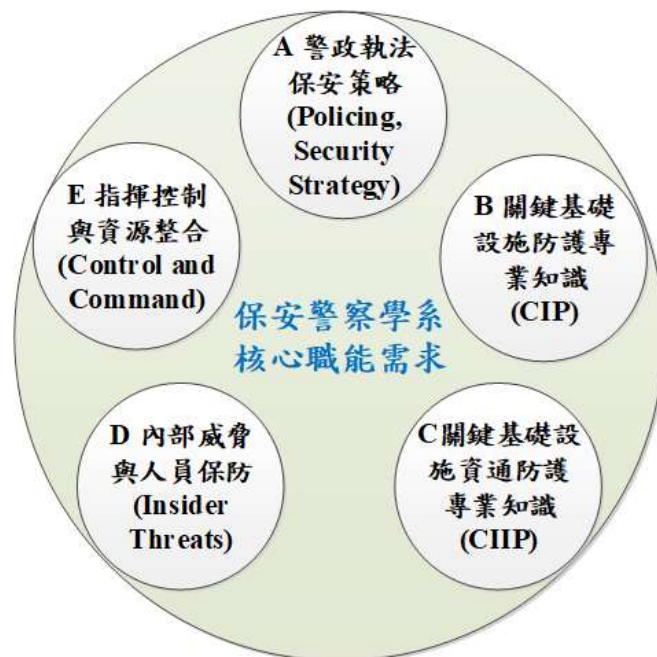 A 警政執法
保安策略
(Policing,
Security
Strategy)
E 指揮控制
與資源整合
(Control and
Command)
B 關鍵基礎
設施防護專
業知識
(CIP)
保安警察學系
核心職能需求
D 內部威脅
與人員保防
(Insider
Threats)
C關鍵基礎設
施資通防護
專業知識
(CIIP)